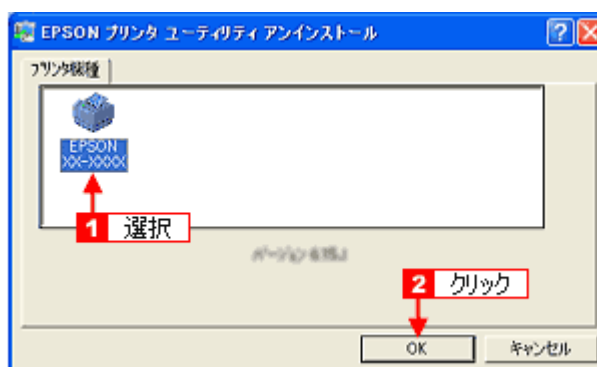 EPSON プリンタ ユーティリティ アンインストール
プリンタ機種
EPSON
XX-XXXX
1 選択
2 クリック
OK
キャンセル